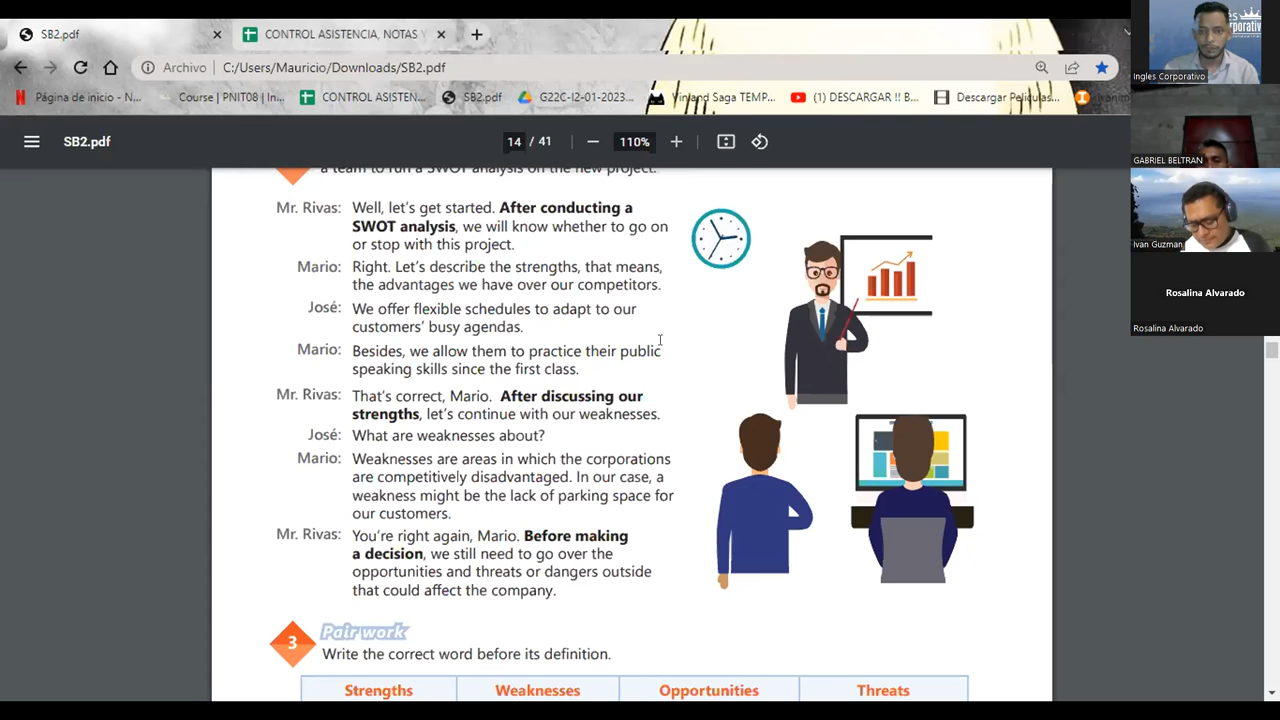 SB2.pdf
CONTROL ASISTENCIA, NOTAS Y
Archivo
C:/Users/Mauricio/Downloads/SB2.pdf
Página de inicio - N...
Course | PNIT08 | In...
CONTROL ASISTEN...
SB2.pdf
G22C-I2-01-2023...
Vinland Saga TEMP...
(1) DESCARGAR !! B...
Descargar Películas...
SB2.pdf
14 / 41
110%
a team to run a SWOT analysis on the new project.
Mr. Rivas: Well, let's get started. After conducting a
SWOT analysis, we will know whether to go on
or stop with this project.
Mario: Right. Let's describe the strengths, that means,
the advantages we have over our competitors.
José: We offer flexible schedules to adapt to our
customers' busy agendas.
Mario: Besides, we allow them to practice their public
speaking skills since the first class.
Mr. Rivas: That's correct, Mario. After discussing our
strengths, let's continue with our weaknesses.
José: What are weaknesses about?
Mario: Weaknesses are areas in which the corporations
are competitively disadvantaged. In our case, a
weakness might be the lack of parking space for
our customers.
Mr. Rivas: You're right again, Mario. Before making
a decision, we still need to go over the
opportunities and threats or dangers outside
that could affect the company.
3
Pair work
Write the correct word before its definition.
Strengths Weaknesses Opportunities Threats
Ingles Corporativo
GABRIEL BELTRAN
Ivan Guzman
Rosalina Alvarado
Rosalina Alvarado